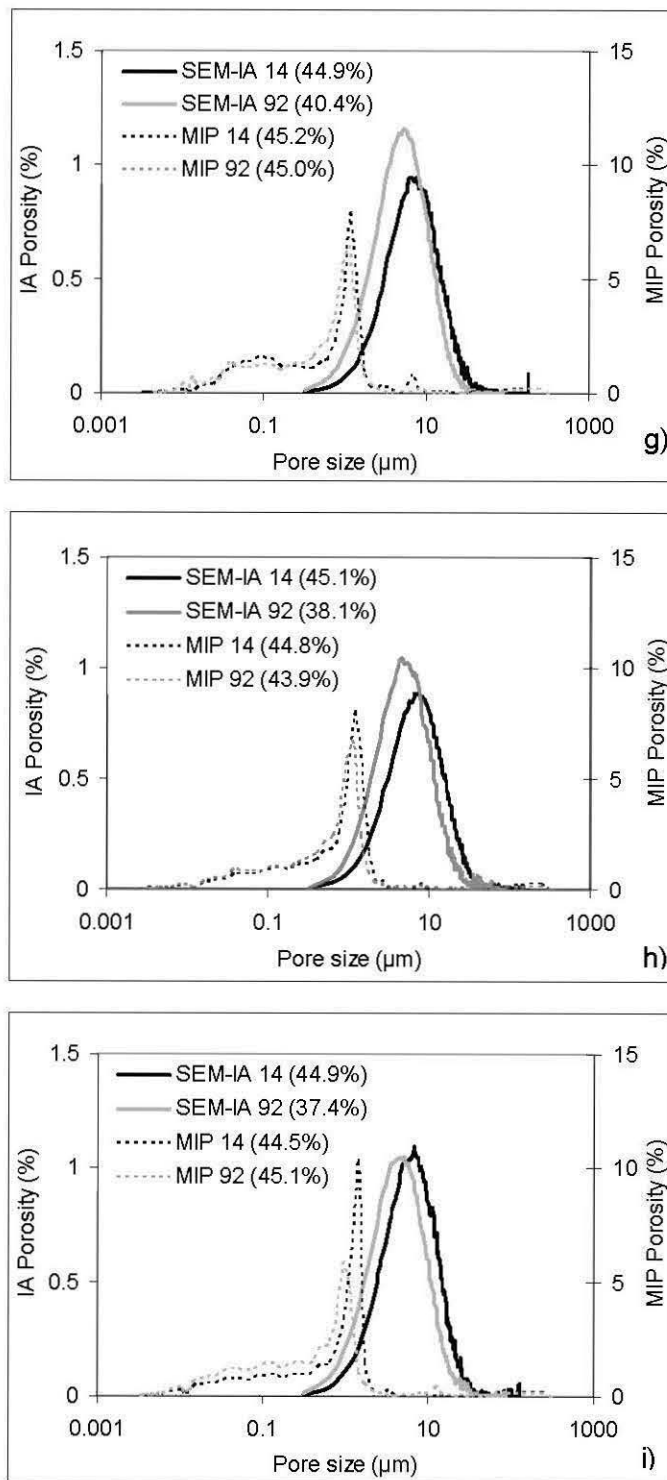 1.5
15
SEM-IA 14 (44.9%)
SEM-IA 92 (40.4%)
MIP 14 (45.2%)
MIP 92 (45.0%)
1
10
0.5
5
0
0
IA Porosity (%)
MIP Porosity (%)
0.001 0.1 10 1000
Pore size (µm)
g)
1.5
15
SEM-IA 14 (45.1%)
SEM-IA 92 (38.1%)
MIP 14 (44.8%)
MIP 92 (43.9%)
1
10
0.5
5
0
0
IA Porosity (%)
MIP Porosity (%)
0.001 0.1 10 1000
Pore size (µm)
h)
1.5
15
SEM-IA 14 (44.9%)
SEM-IA 92 (37.4%)
MIP 14 (44.5%)
MIP 92 (45.1%)
1
10
0.5
5
0
0
IA Porosity (%)
MIP Porosity (%)
0.001 0.1 10 1000
Pore size (µm)
i)